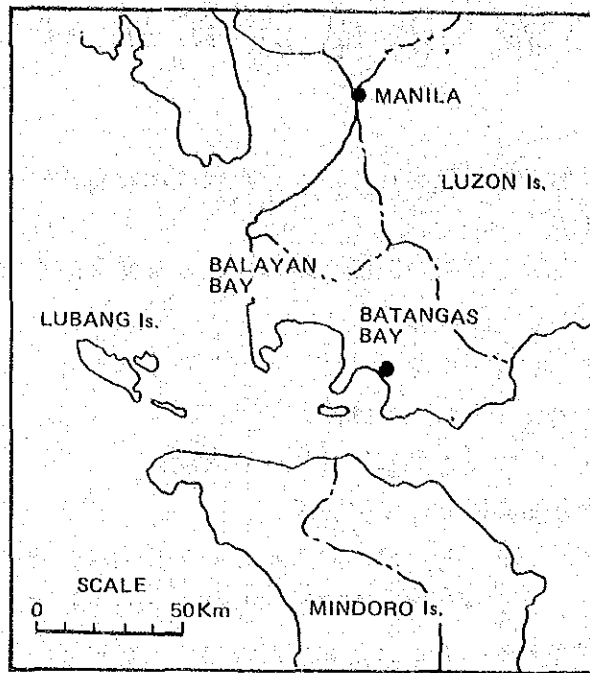 MANILA
LUZON Is.
BALAYAN
BAY
LUBANG Is.
BATANGAS
BAY
SCALE
0 50Km
MINDORO Is.